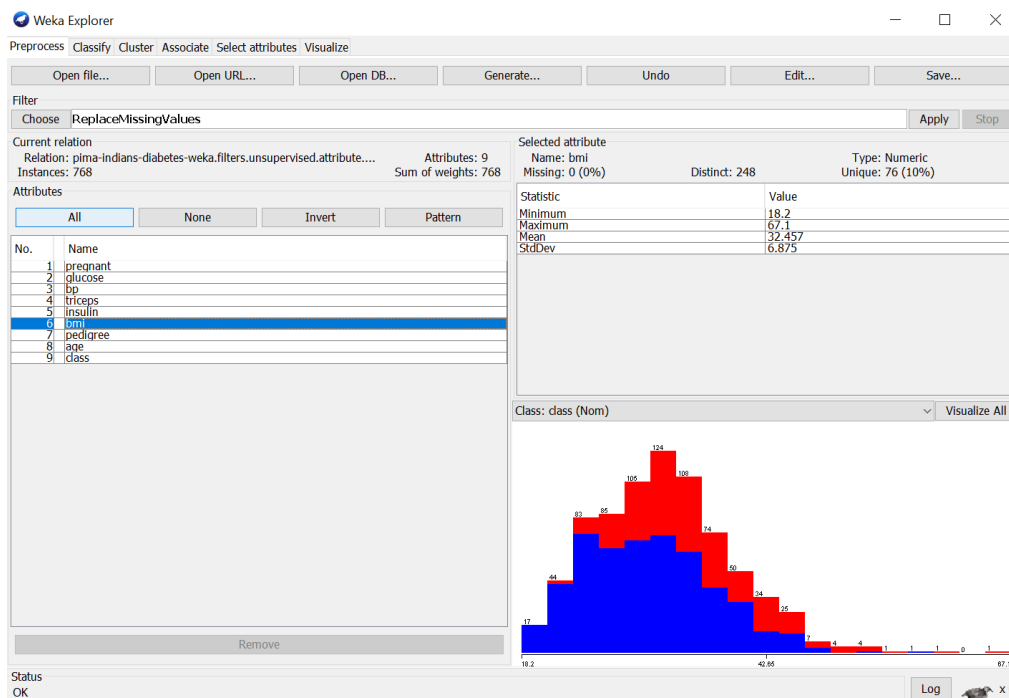 Weka Explorer
Preprocess Classify Cluster Associate Select attributes Visualize
Open file... Open URL... Open DB... Generate... Undo Edit... Save...
Filter
Choose ReplaceMissingValues Apply Stop
Current relation
Relation: pima-indians-diabetes-weka.filters.unsupervised.attribute.... Attributes: 9
Instances: 768 Sum of weights: 768
Attributes
All None Invert Pattern
No. Name
1 pregnant
2 glucose
3 bp
4 triceps
5 insulin
6 bmi
7 pedigree
8 age
9 class
Remove
Selected attribute
Name: bmi Type: Numeric
Missing: 0 (0%) Distinct: 248 Unique: 76 (10%)
Statistic Value
Minimum 18.2
Maximum 67.1
Mean 32.457
StdDev 6.875
Class: class (Nom) Visualize All
17 44 83 85 105 124 108 74 50 34 25 7 4 4 1 1 1 0 1
18.2 42.65 67.1
Status
OK
Log x